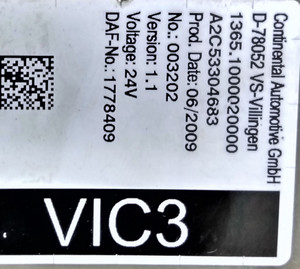 Continental Automotive GmbH
D-78052 VS-Villingen
1365.1000020000
A2C53304683
Prod. Date: 06/2009
No.: 003202
Version: 1.1
Voltage: 24V
DAF-No.: 1778409
VIC3